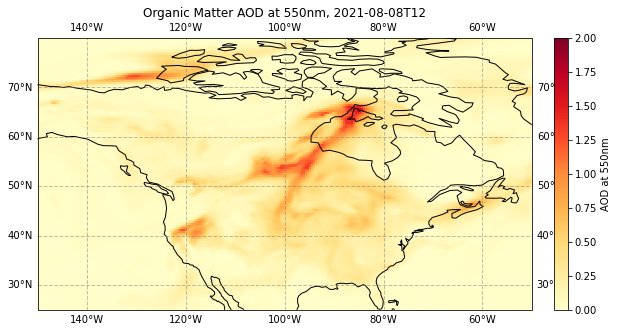 Organic Matter AOD at 550nm, 2021-08-08T12
140°W 120°W 100°W 80°W 60°W
2.00
1.75
1.50
1.25
1.00
0.75
0.50
0.25
0.00
AOD at 550nm
70°N 70°
60°N 60°
50°N 50°
40°N 40°
30°N 30°
140°W 120°W 100°W 80°W 60°W